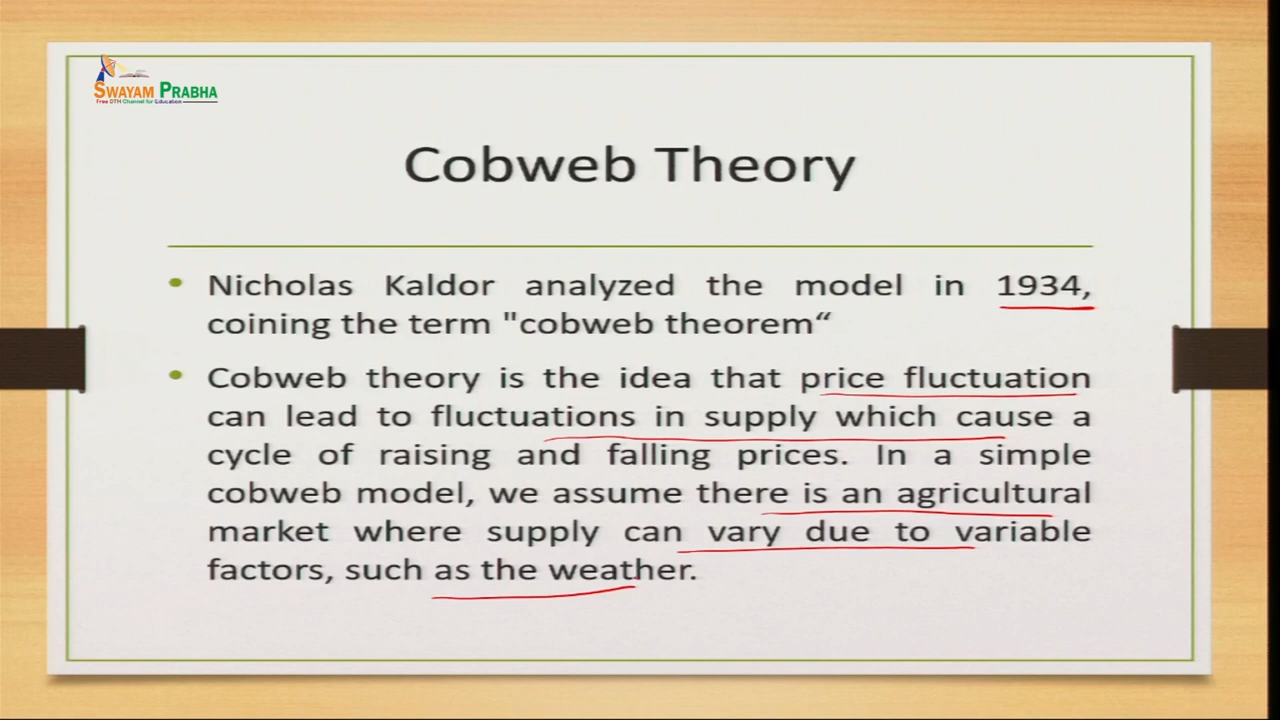 SWAYAM PRABHA
Free DTH Channel for Education
Cobweb Theory
• Nicholas Kaldor analyzed the model in 1934,
coining the term "cobweb theorem“
• Cobweb theory is the idea that price fluctuation
can lead to fluctuations in supply which cause a
cycle of raising and falling prices. In a simple
cobweb model, we assume there is an agricultural
market where supply can vary due to variable
factors, such as the weather.